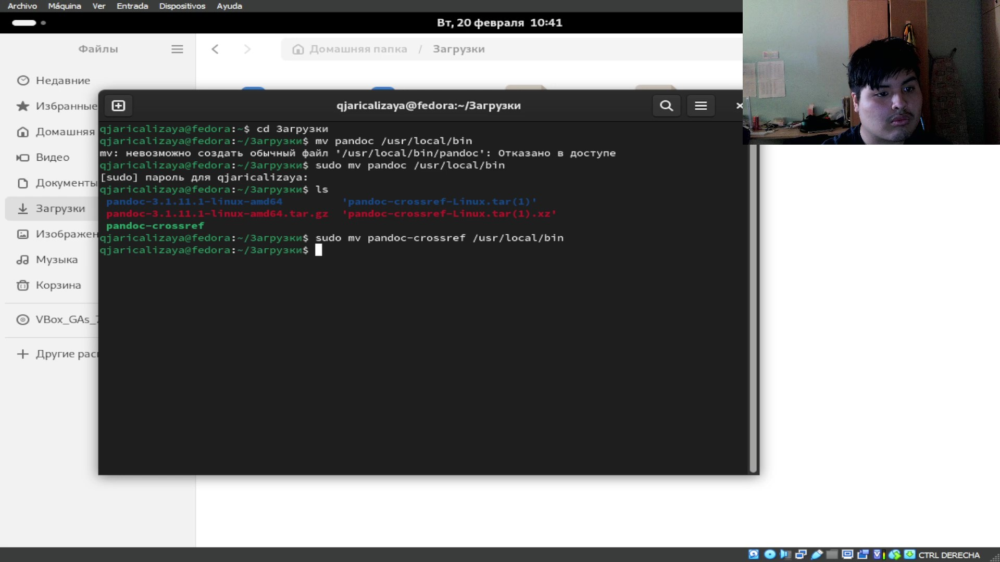 Archivo Máquina Ver Entrada Dispositivos Ayuda
Вт, 20 февраля 10:41
Файлы
Домашняя папка / Загрузки
Недавние
Избранные
Домашняя
Видео
Документы
Загрузки
Изображен
Музыка
Корзина
VBox_GAs_7
Другие рас
qjaricalizaya@fedora:~/Загрузки
qjaricalizaya@fedora:~$ cd Загрузки
qjaricalizaya@fedora:~/Загрузки$ mv pandoc /usr/local/bin
mv: невозможно создать обычный файл '/usr/local/bin/pandoc': Отказано в доступе
qjaricalizaya@fedora:~/Загрузки$ sudo mv pandoc /usr/local/bin
[sudo] пароль для qjaricalizaya:
qjaricalizaya@fedora:~/Загрузки$ ls
pandoc-3.1.11.1-linux-amd64 'pandoc-crossref-Linux.tar(1)'
pandoc-3.1.11.1-linux-amd64.tar.gz 'pandoc-crossref-Linux.tar(1).xz'
pandoc-crossref
qjaricalizaya@fedora:~/Загрузки$ sudo mv pandoc-crossref /usr/local/bin
qjaricalizaya@fedora:~/Загрузки$
CTRL DERECHA